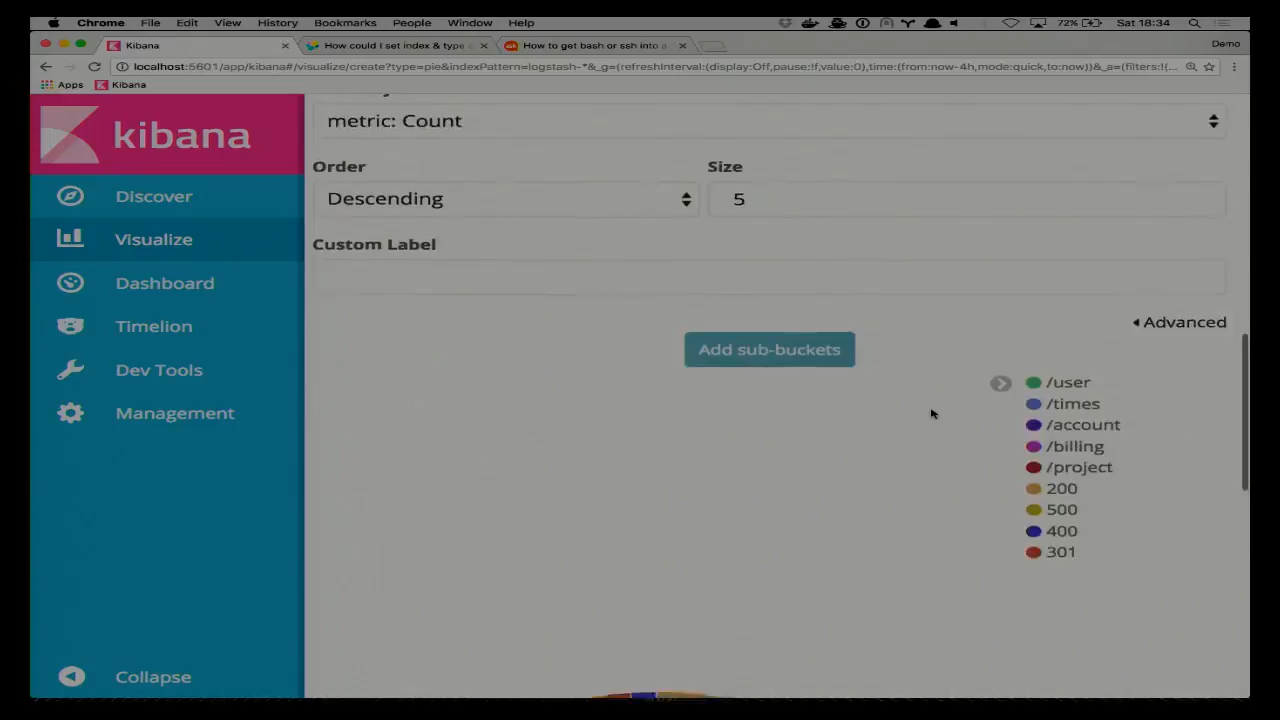 Chrome File Edit View History Bookmarks People Window Help 72% Sat 18:34
Kibana How could I set index & type How to get bash or ssh into a Demo
localhost:5601/app/kibana#/visualize/create?type=pie&indexPattern=logstash-*&_g=(refreshInterval:(display:Off,pause:!f,value:0),time:(from:now-4h,mode:quick,to:now))&_a=(filters:!(...
Apps Kibana
kibana
metric: Count
Order Size
Discover
Descending 5
Visualize
Custom Label
Dashboard
Timelion
Advanced
Add sub-buckets
Dev Tools
/user
/times
Management
/account
/billing
/project
200
500
400
301
Collapse